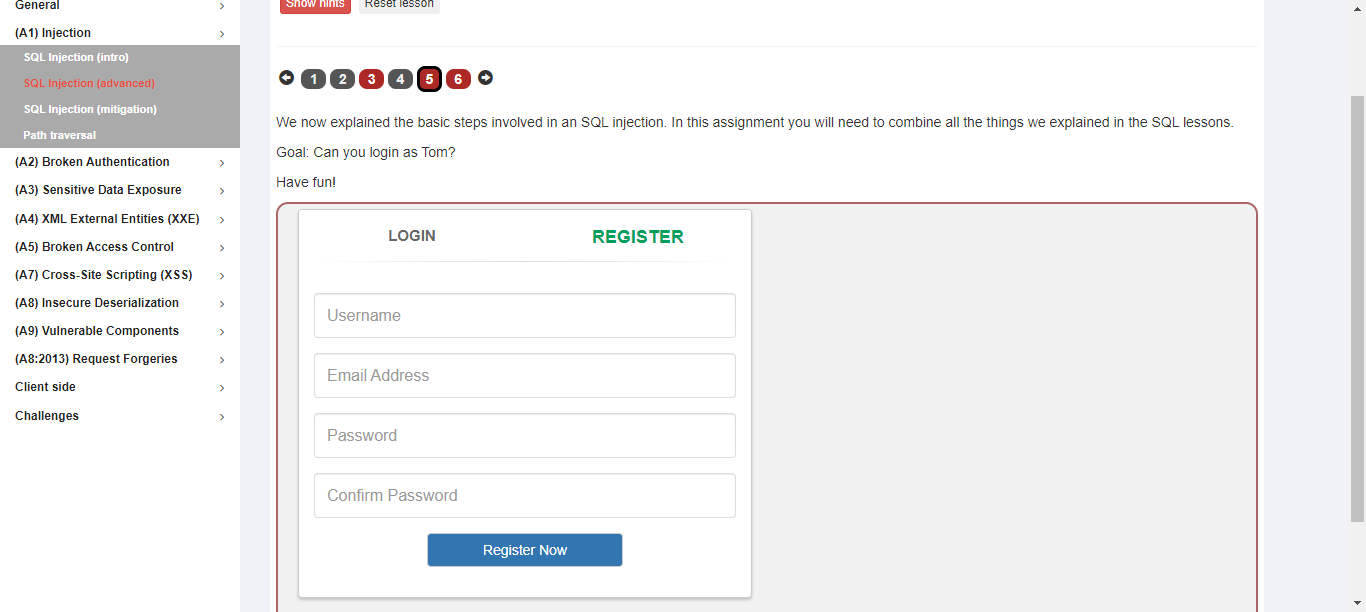 General
(A1) Injection
SQL Injection (intro)
SQL Injection (advanced)
SQL Injection (mitigation)
Path traversal
(A2) Broken Authentication
(A3) Sensitive Data Exposure
(A4) XML External Entities (XXE)
(A5) Broken Access Control
(A7) Cross-Site Scripting (XSS)
(A8) Insecure Deserialization
(A9) Vulnerable Components
(A8:2013) Request Forgeries
Client side
Challenges
Show hints Reset lesson
1 2 3 4 5 6
We now explained the basic steps involved in an SQL injection. In this assignment you will need to combine all the things we explained in the SQL lessons.
Goal: Can you login as Tom?
Have fun!
LOGIN REGISTER
Username
Email Address
Password
Confirm Password
Register Now